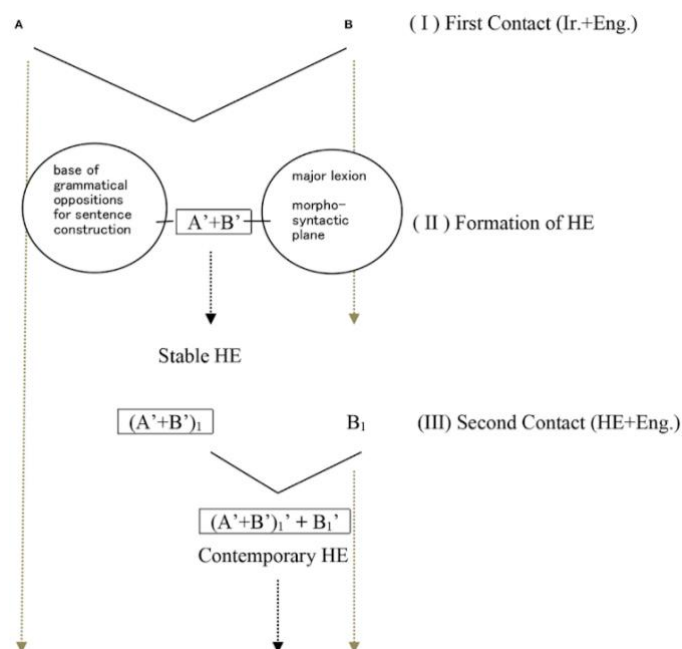 A
B
( I ) First Contact (Ir.+Eng.)
base of
grammatical
oppositions
for sentence
construction
A’+B’
major lexion
morpho-
syntactic
plane
( II ) Formation of HE
Stable HE
(A’+B’)₁
B₁
(III) Second Contact (HE+Eng.)
(A’+B’)₁’ + B₁’
Contemporary HE